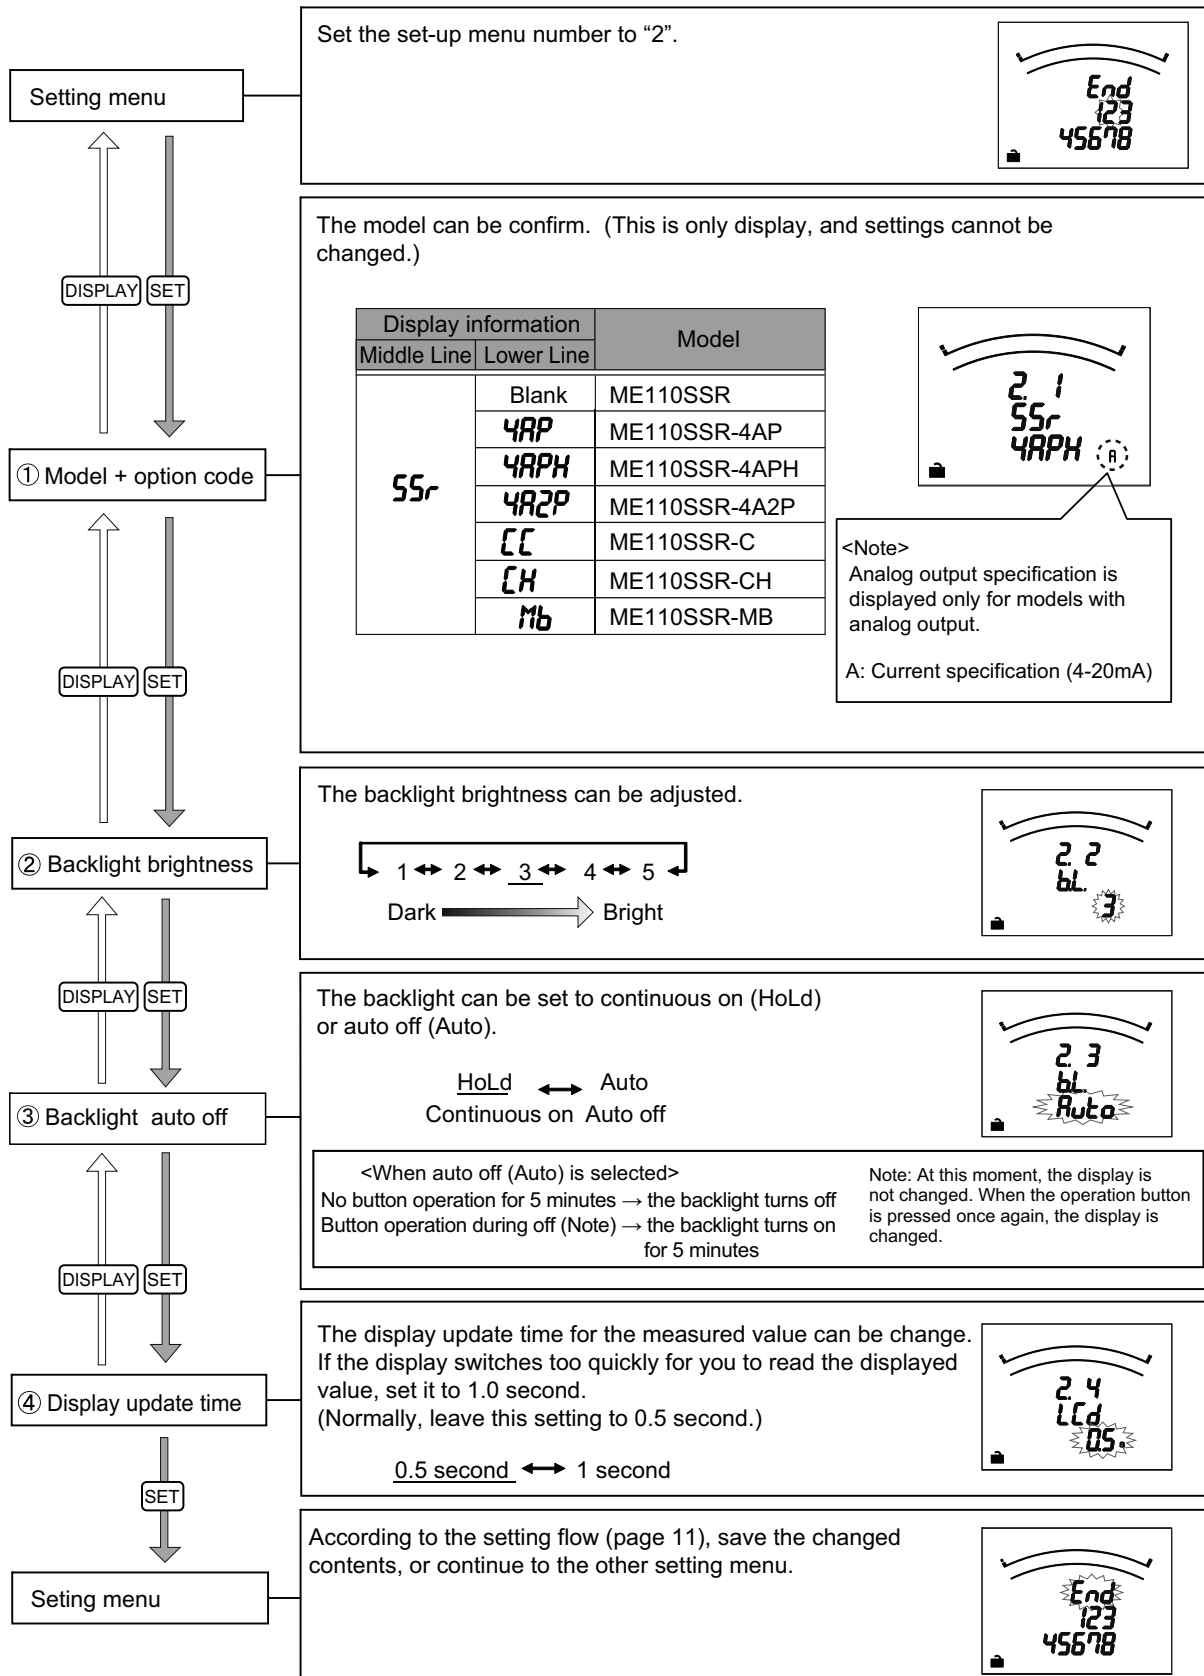 Set the set-up menu number to “2”.
Setting menu
End
123
45678
DISPLAY SET
The model can be confirm. (This is only display, and settings cannot be
changed.)
Display information Model
Middle Line Lower Line
SSr
Blank ME110SSR
4AP ME110SSR-4AP
4APH ME110SSR-4APH
4A2P ME110SSR-4A2P
CC ME110SSR-C
CH ME110SSR-CH
Mb ME110SSR-MB
2. 1
SSr
4APH A
① Model + option code
<Note>
Analog output specification is
displayed only for models with
analog output.
A: Current specification (4-20mA)
DISPLAY SET
The backlight brightness can be adjusted.
② Backlight brightness
1 2 3 4 5
Dark Bright
2. 2
bL.
3
DISPLAY SET
The backlight can be set to continuous on (HoLd)
or auto off (Auto).
HoLd Auto
Continuous on Auto off
2. 3
bL.
Auto
③ Backlight auto off
<When auto off (Auto) is selected>
No button operation for 5 minutes → the backlight turns off
Button operation during off (Note) → the backlight turns on
for 5 minutes
Note: At this moment, the display is
not changed. When the operation button
is pressed once again, the display is
changed.
DISPLAY SET
The display update time for the measured value can be change.
If the display switches too quickly for you to read the displayed
value, set it to 1.0 second.
(Normally, leave this setting to 0.5 second.)
0.5 second 1 second
④ Display update time
2. 4
LCd
0.5 s
SET
According to the setting flow (page 11), save the changed
contents, or continue to the other setting menu.
Seting menu
End
123
45678